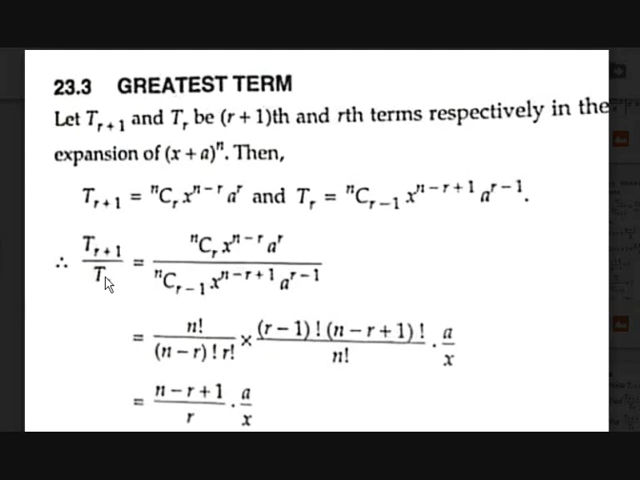 23.3 GREATEST TERM
Let T_{r+1} and T_r be (r + 1)th and rth terms respectively in the
expansion of (x + a)^n. Then,
T_{r+1} = ^nC_r x^{n-r} a^r and T_r = ^nC_{r-1} x^{n-r+1} a^{r-1}.
∴ T_{r+1}/T_r = (^nC_r x^{n-r} a^r)/(^nC_{r-1} x^{n-r+1} a^{r-1})
= n!/((n-r)! r!) × ((r-1)! (n-r+1)!)/n! · a/x
= (n-r+1)/r · a/x